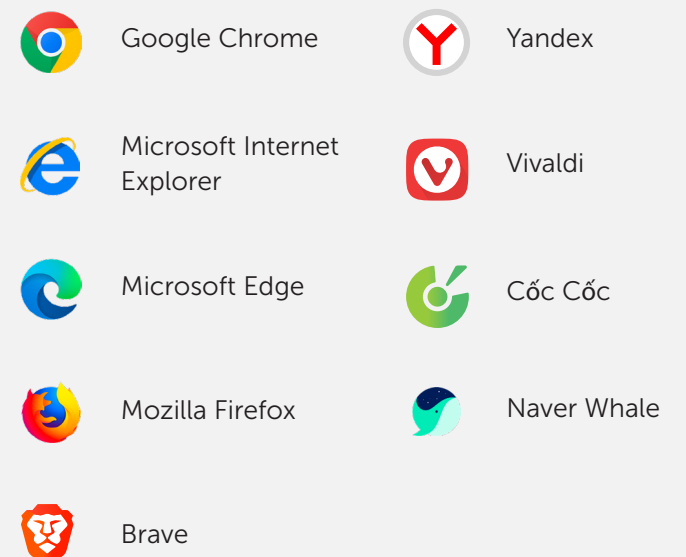 Google Chrome
Microsoft Internet
Explorer
Microsoft Edge
Mozilla Firefox
Brave
Yandex
Vivaldi
Cốc Cốc
Naver Whale